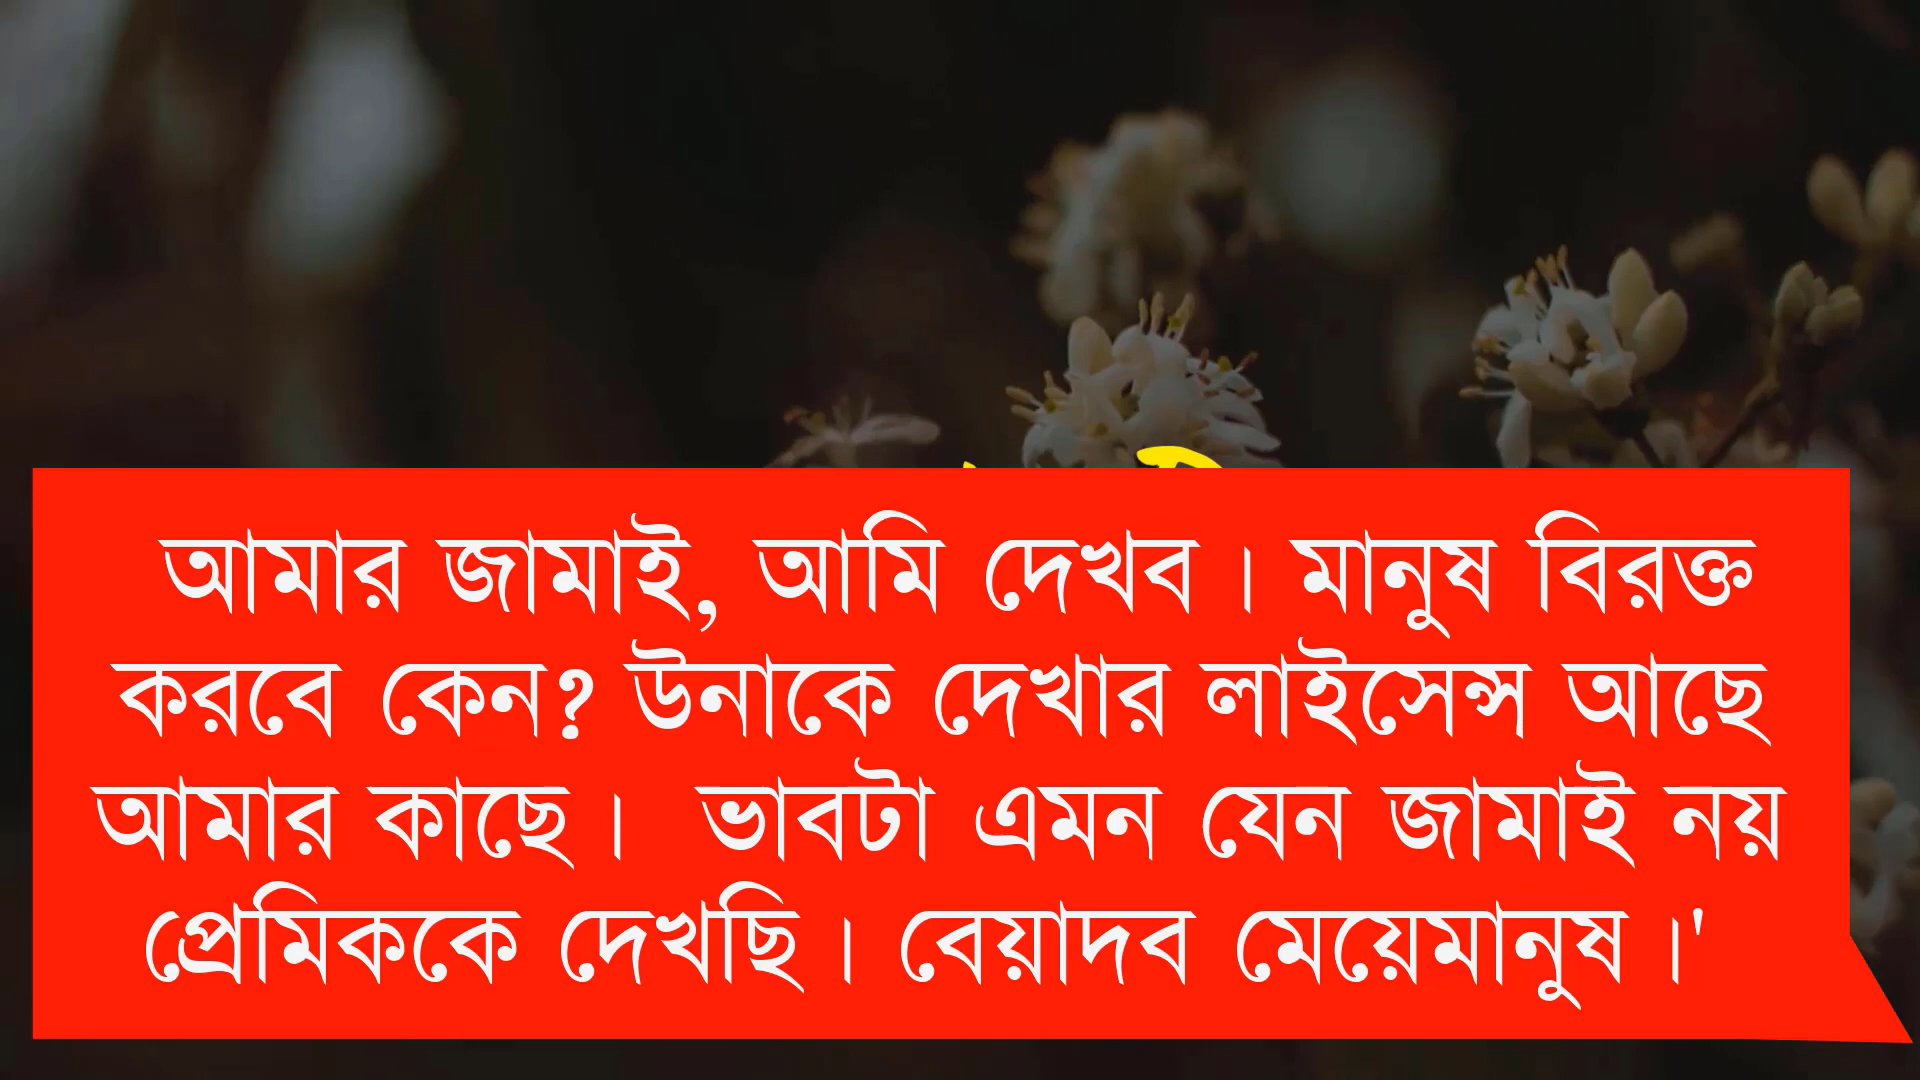 আমার জামাই, আমি দেখব। মানুষ বিরক্ত
করবে কেন? উনাকে দেখার লাইসেন্স আছে
আমার কাছে। ভাবটা এমন যেন জামাই নয়
প্রেমিককে দেখছি। বেয়াদব মেয়েমানুষ।'